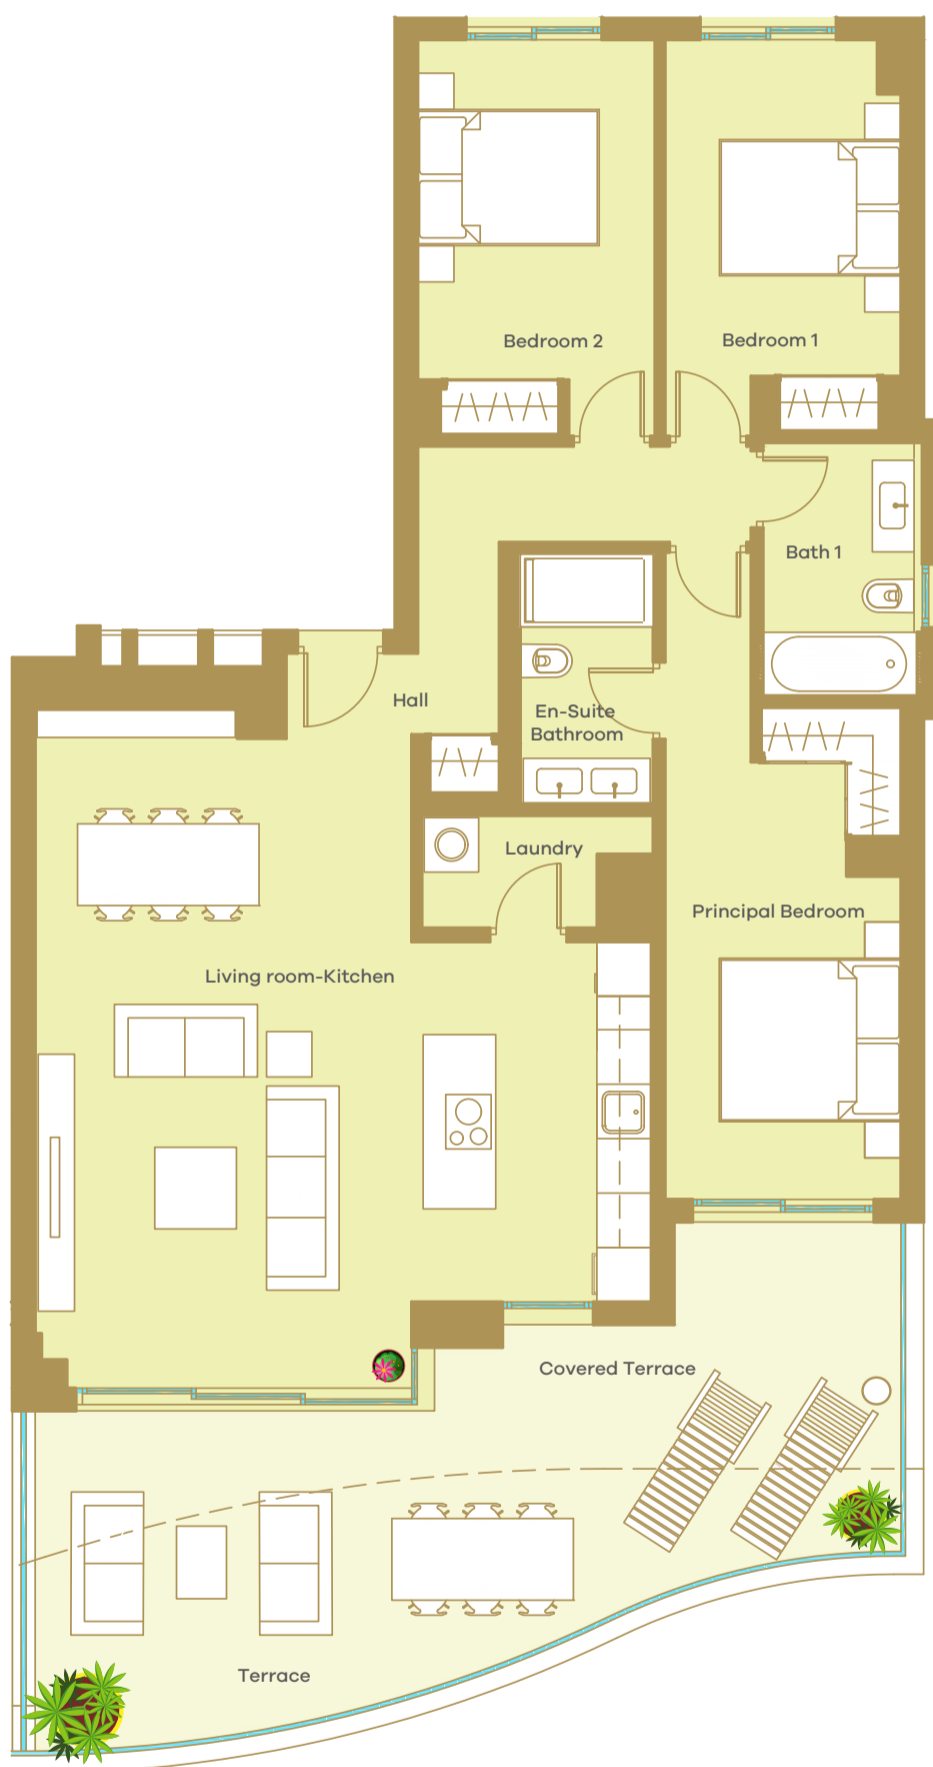 Bedroom 2
Bedroom 1
Bath 1
Hall
En-Suite
Bathroom
Laundry
Principal Bedroom
Living room-Kitchen
Covered Terrace
Terrace